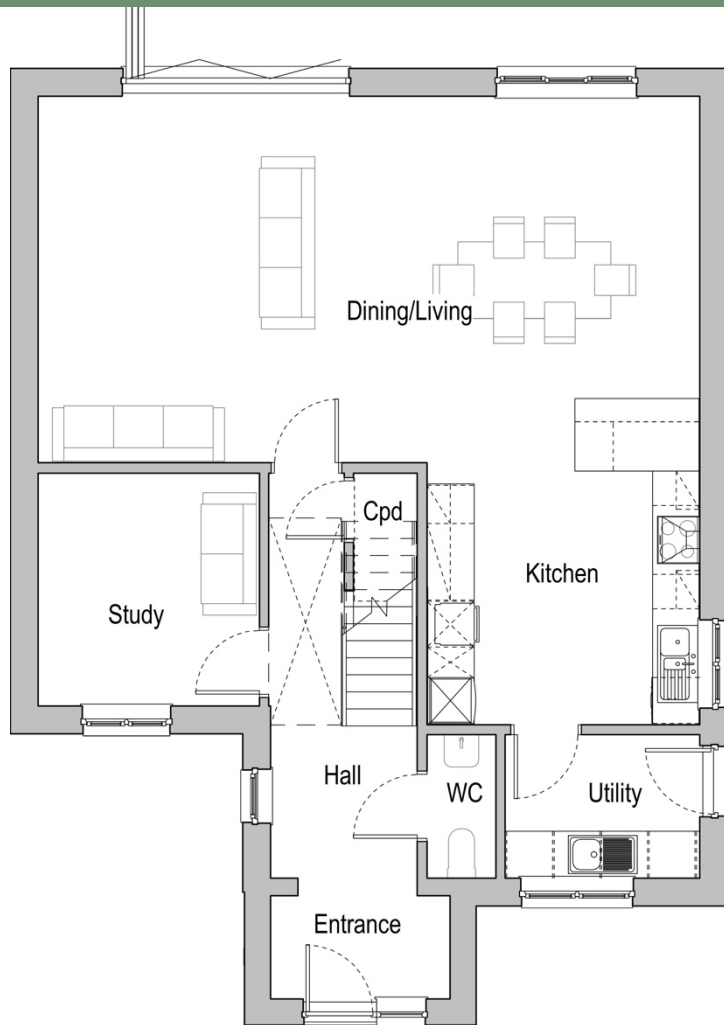 Dining/Living
Cpd
Kitchen
Study
Hall
WC
Utility
Entrance